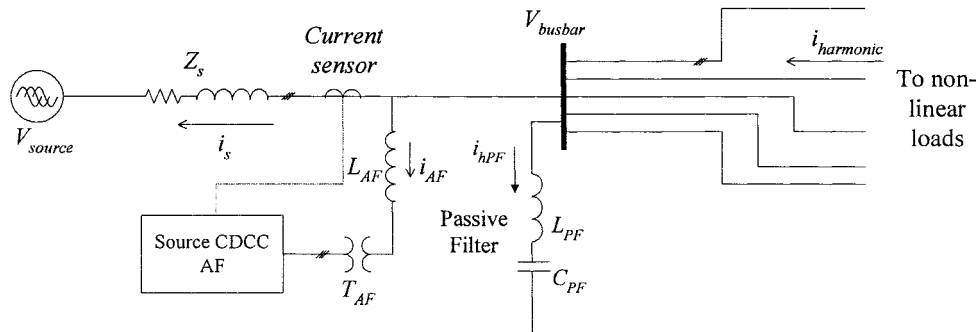 V_busbar
Current
sensor
Z_s
i_harmonic
To non-
linear
loads
V_source
i_s
L_AF
i_AF
i_hPF
Passive
Filter
L_PF
Source CDCC
AF
T_AF
C_PF